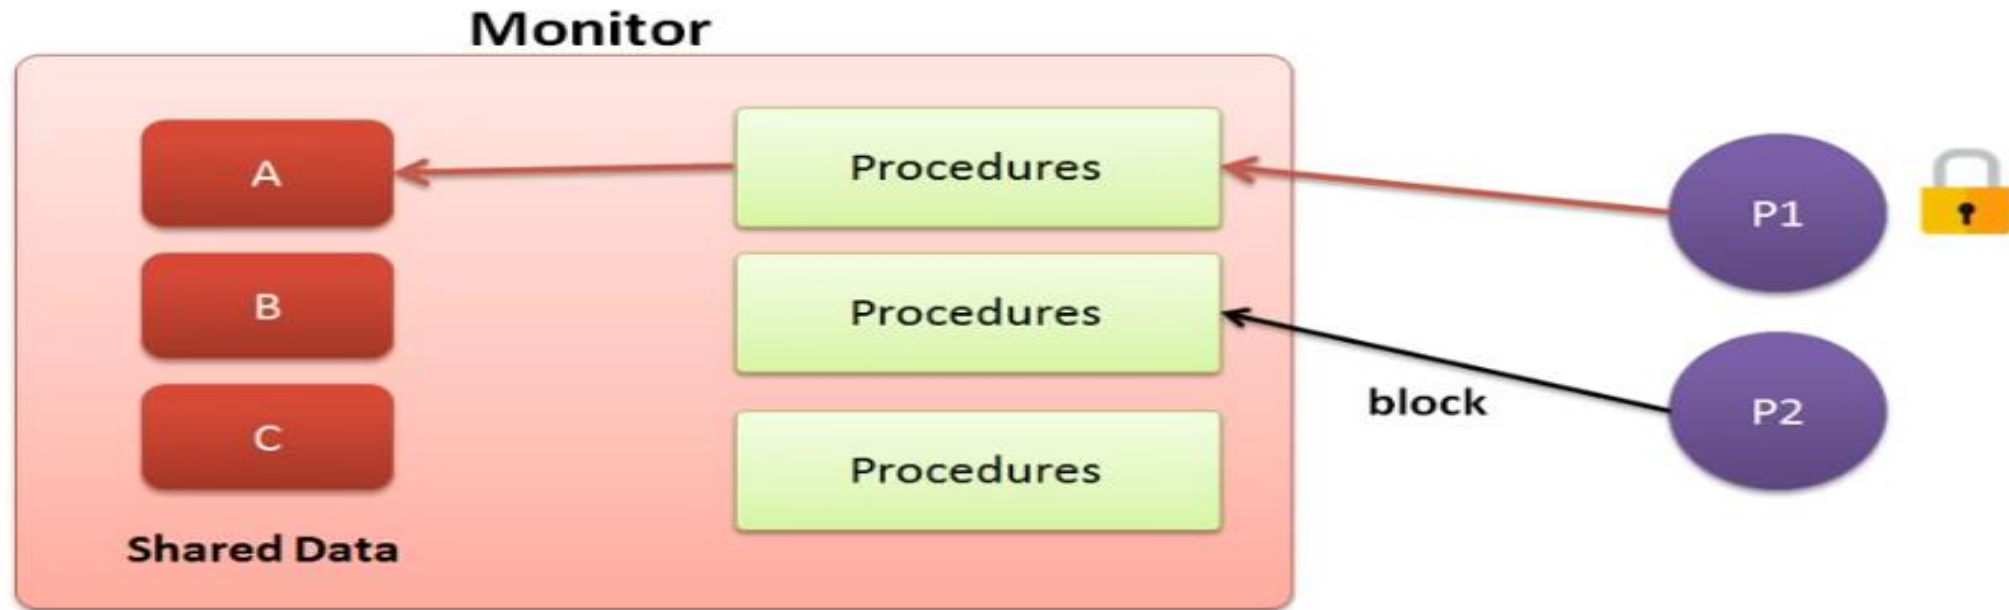 Monitor
A
Procedures
P1
B
Procedures
block
P2
C
Procedures
Shared Data